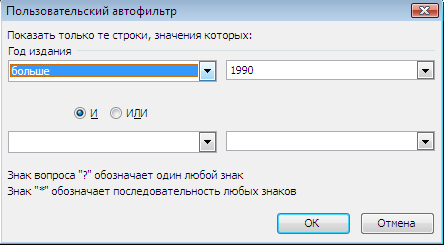 Пользовательский автофильтр
Показать только те строки, значения которых:
Год издания
больше 1990
И ИЛИ
Знак вопроса "?" обозначает один любой знак
Знак "*" обозначает последовательность любых знаков
ОК Отмена